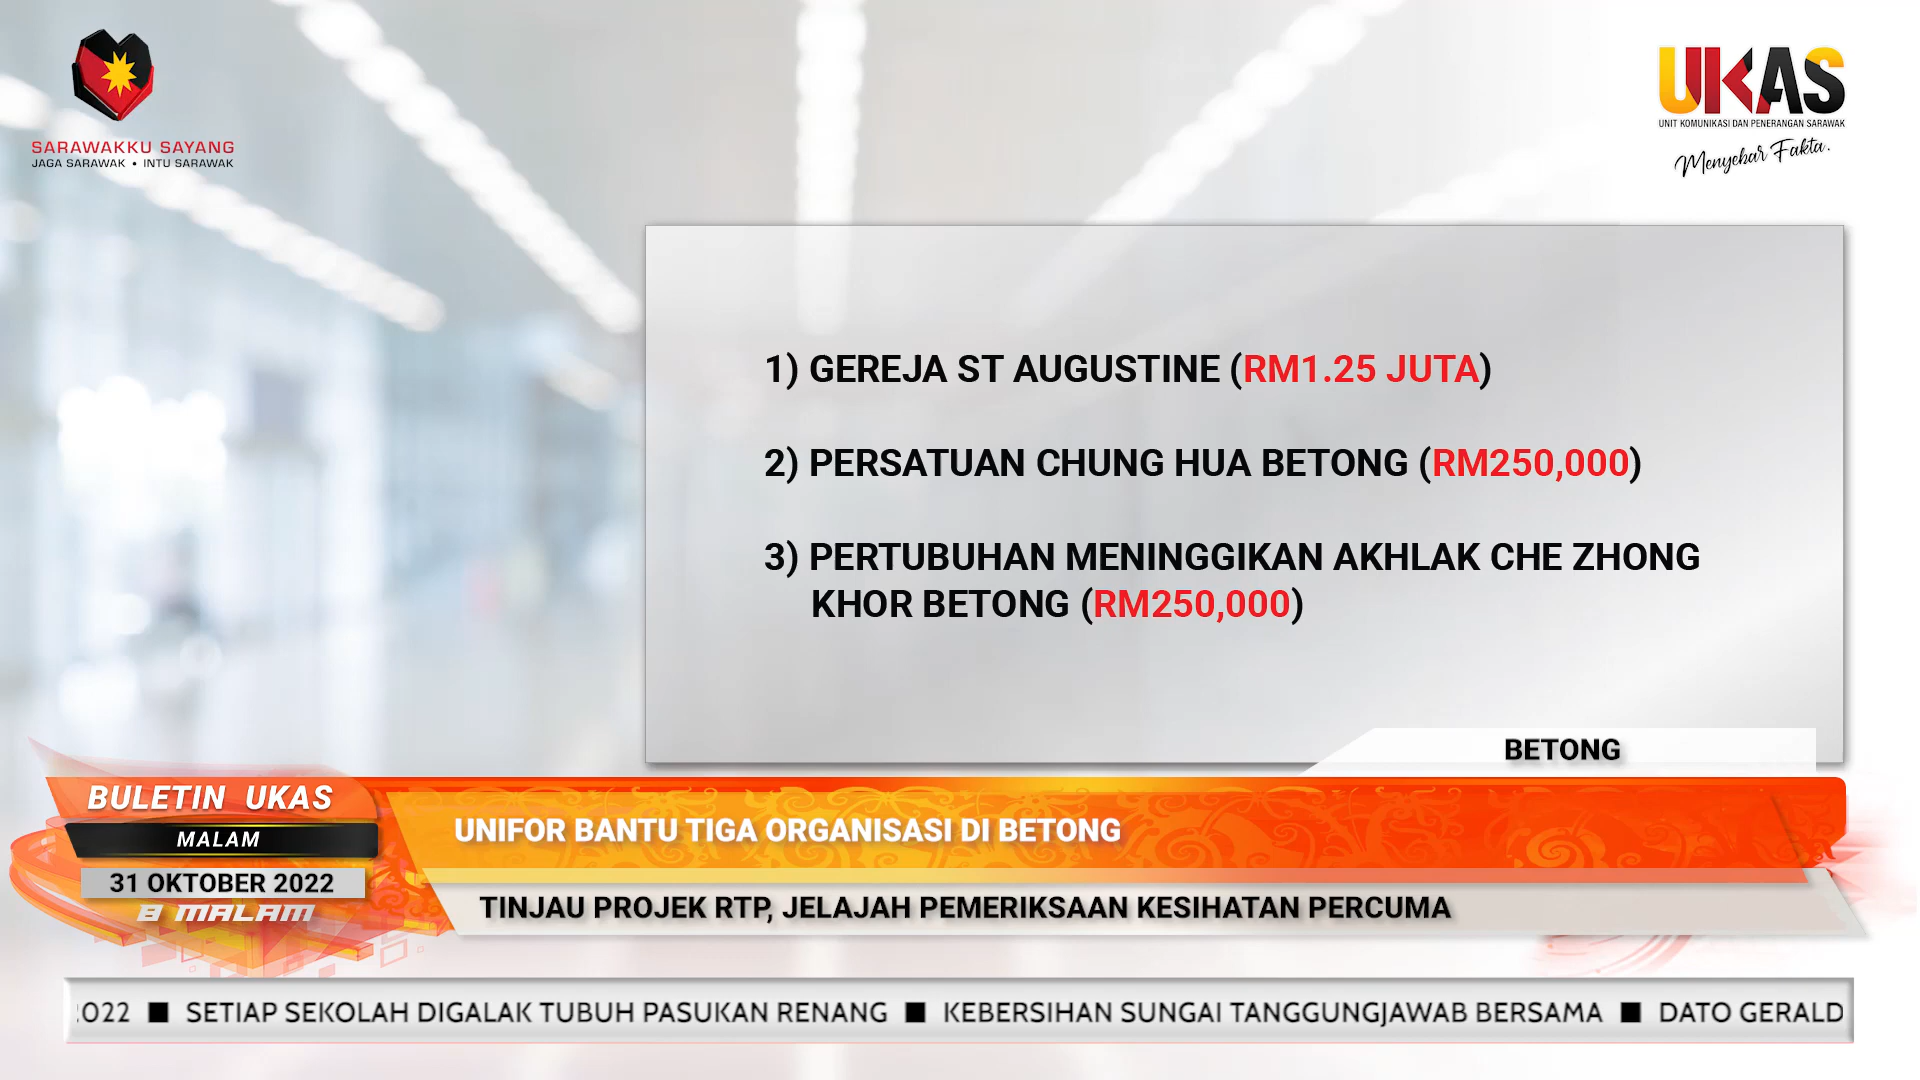 SARAWAKKU SAYANG
JAGA SARAWAK • INTU SARAWAK
UKAS
UNIT KOMUNIKASI DAN PENERANGAN SARAWAK
Menyebar Fakta.
1) GEREJA ST AUGUSTINE (RM1.25 JUTA)
2) PERSATUAN CHUNG HUA BETONG (RM250,000)
3) PERTUBUHAN MENINGGIKAN AKHLAK CHE ZHONG
KHOR BETONG (RM250,000)
BETONG
BULETIN UKAS
MALAM
31 OKTOBER 2022
8 MALAM
UNIFOR BANTU TIGA ORGANISASI DI BETONG
TINJAU PROJEK RTP, JELAJAH PEMERIKSAAN KESIHATAN PERCUMA
2022 ■ SETIAP SEKOLAH DIGALAK TUBUH PASUKAN RENANG ■ KEBERSIHAN SUNGAI TANGGUNGJAWAB BERSAMA ■ DATO GERALD